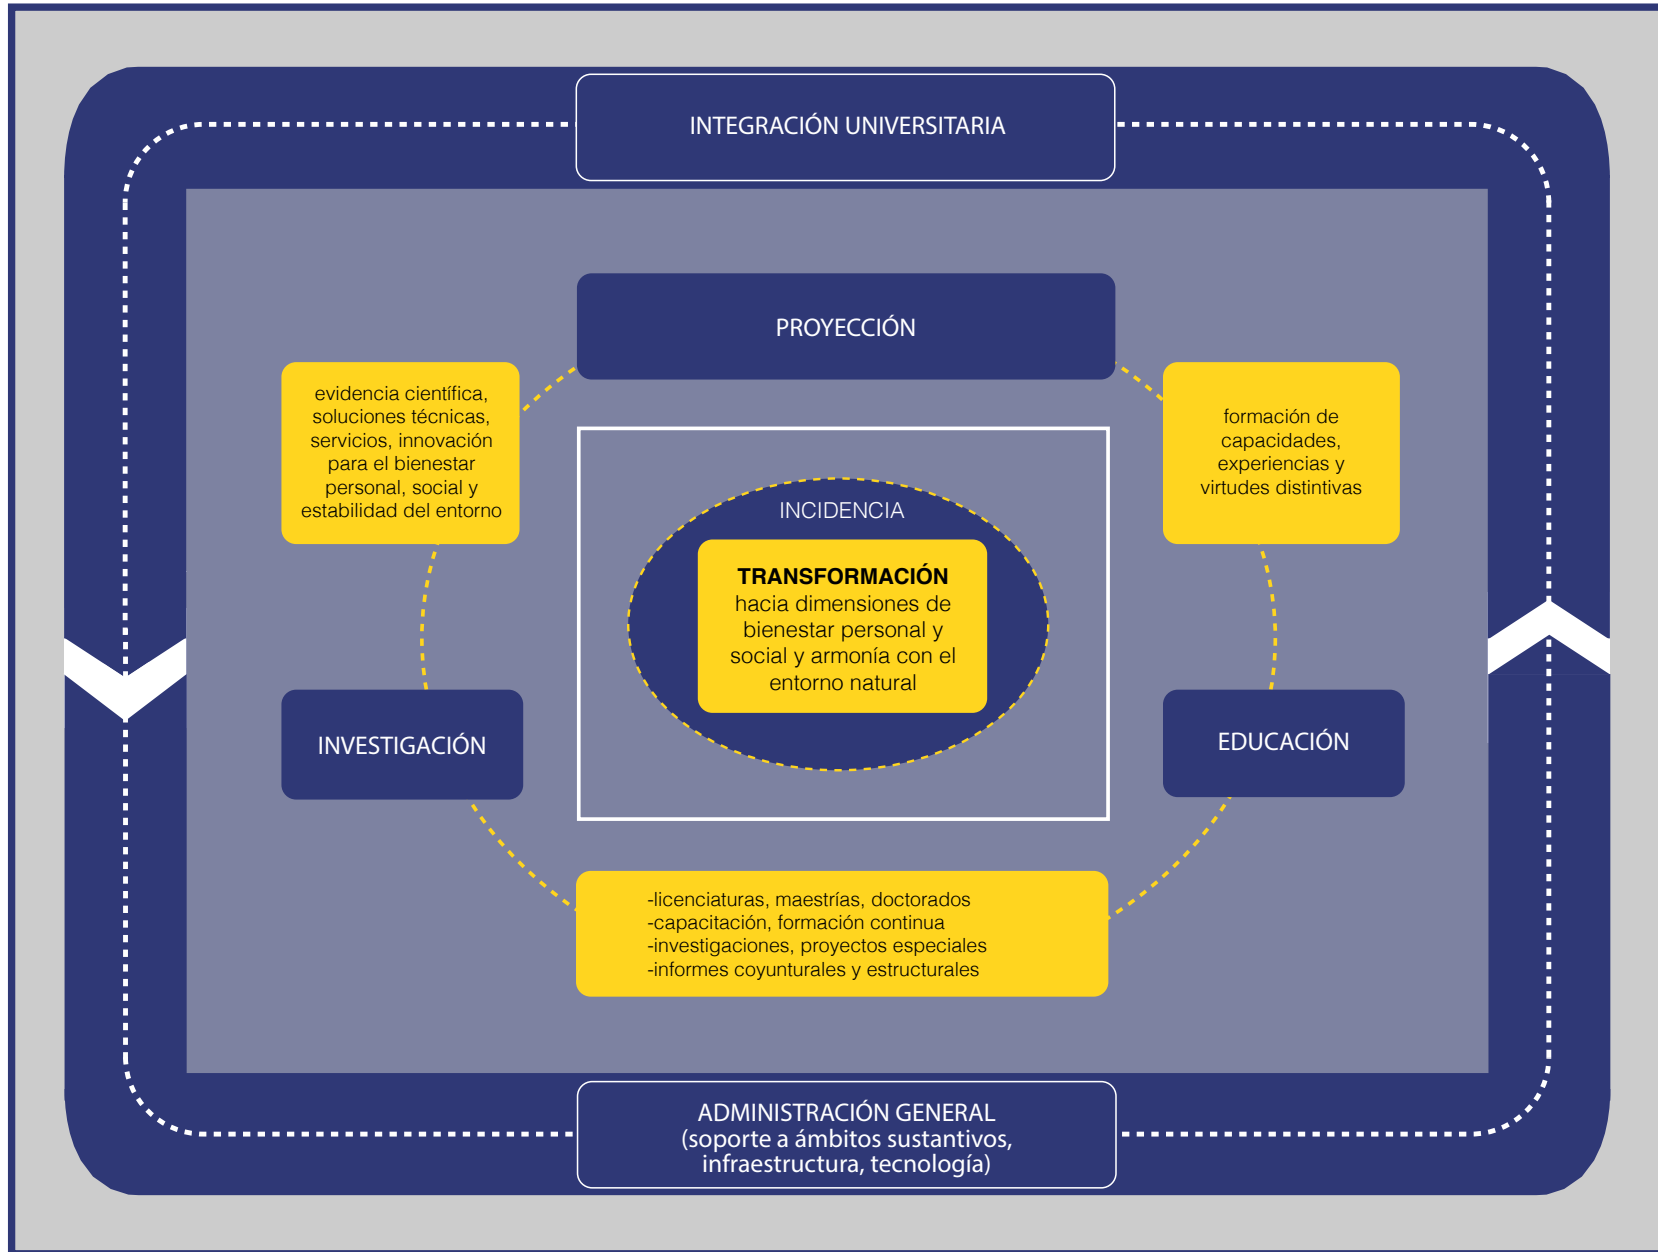 INTEGRACIÓN UNIVERSITARIA
PROYECCIÓN
evidencia científica,
soluciones técnicas,
servicios, innovación
para el bienestar
personal, social y
estabilidad del entorno
formación de
capacidades,
experiencias y
virtudes distintivas
INCIDENCIA
TRANSFORMACIÓN
hacia dimensiones de
bienestar personal y
social y armonía con el
entorno natural
INVESTIGACIÓN
EDUCACIÓN
-licenciaturas, maestrías, doctorados
-capacitación, formación continua
-investigaciones, proyectos especiales
-informes coyunturales y estructurales
ADMINISTRACIÓN GENERAL
(soporte a ámbitos sustantivos,
infraestructura, tecnología)